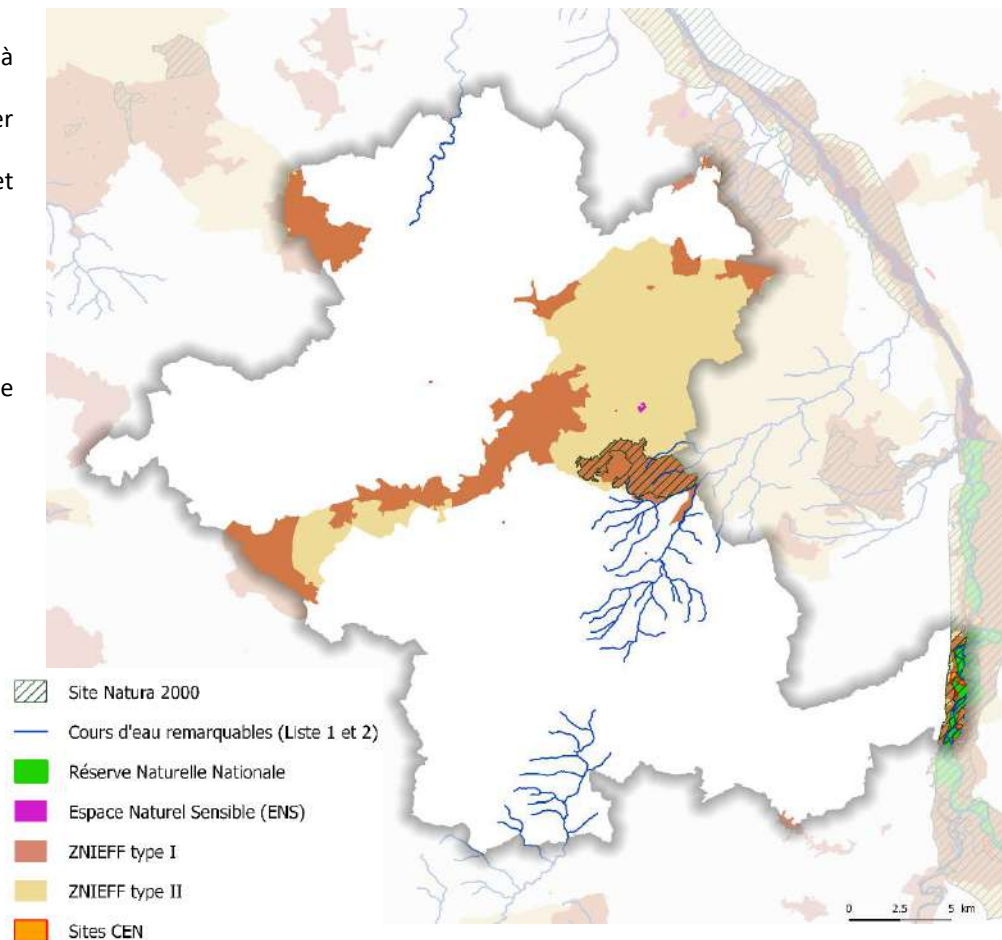 à
er
et
e
Site Natura 2000
Cours d'eau remarquables (Liste 1 et 2)
Réserve Naturelle Nationale
Espace Naturel Sensible (ENS)
ZNIEFF type I
ZNIEFF type II
Sites CEN
0 2.5 5 km